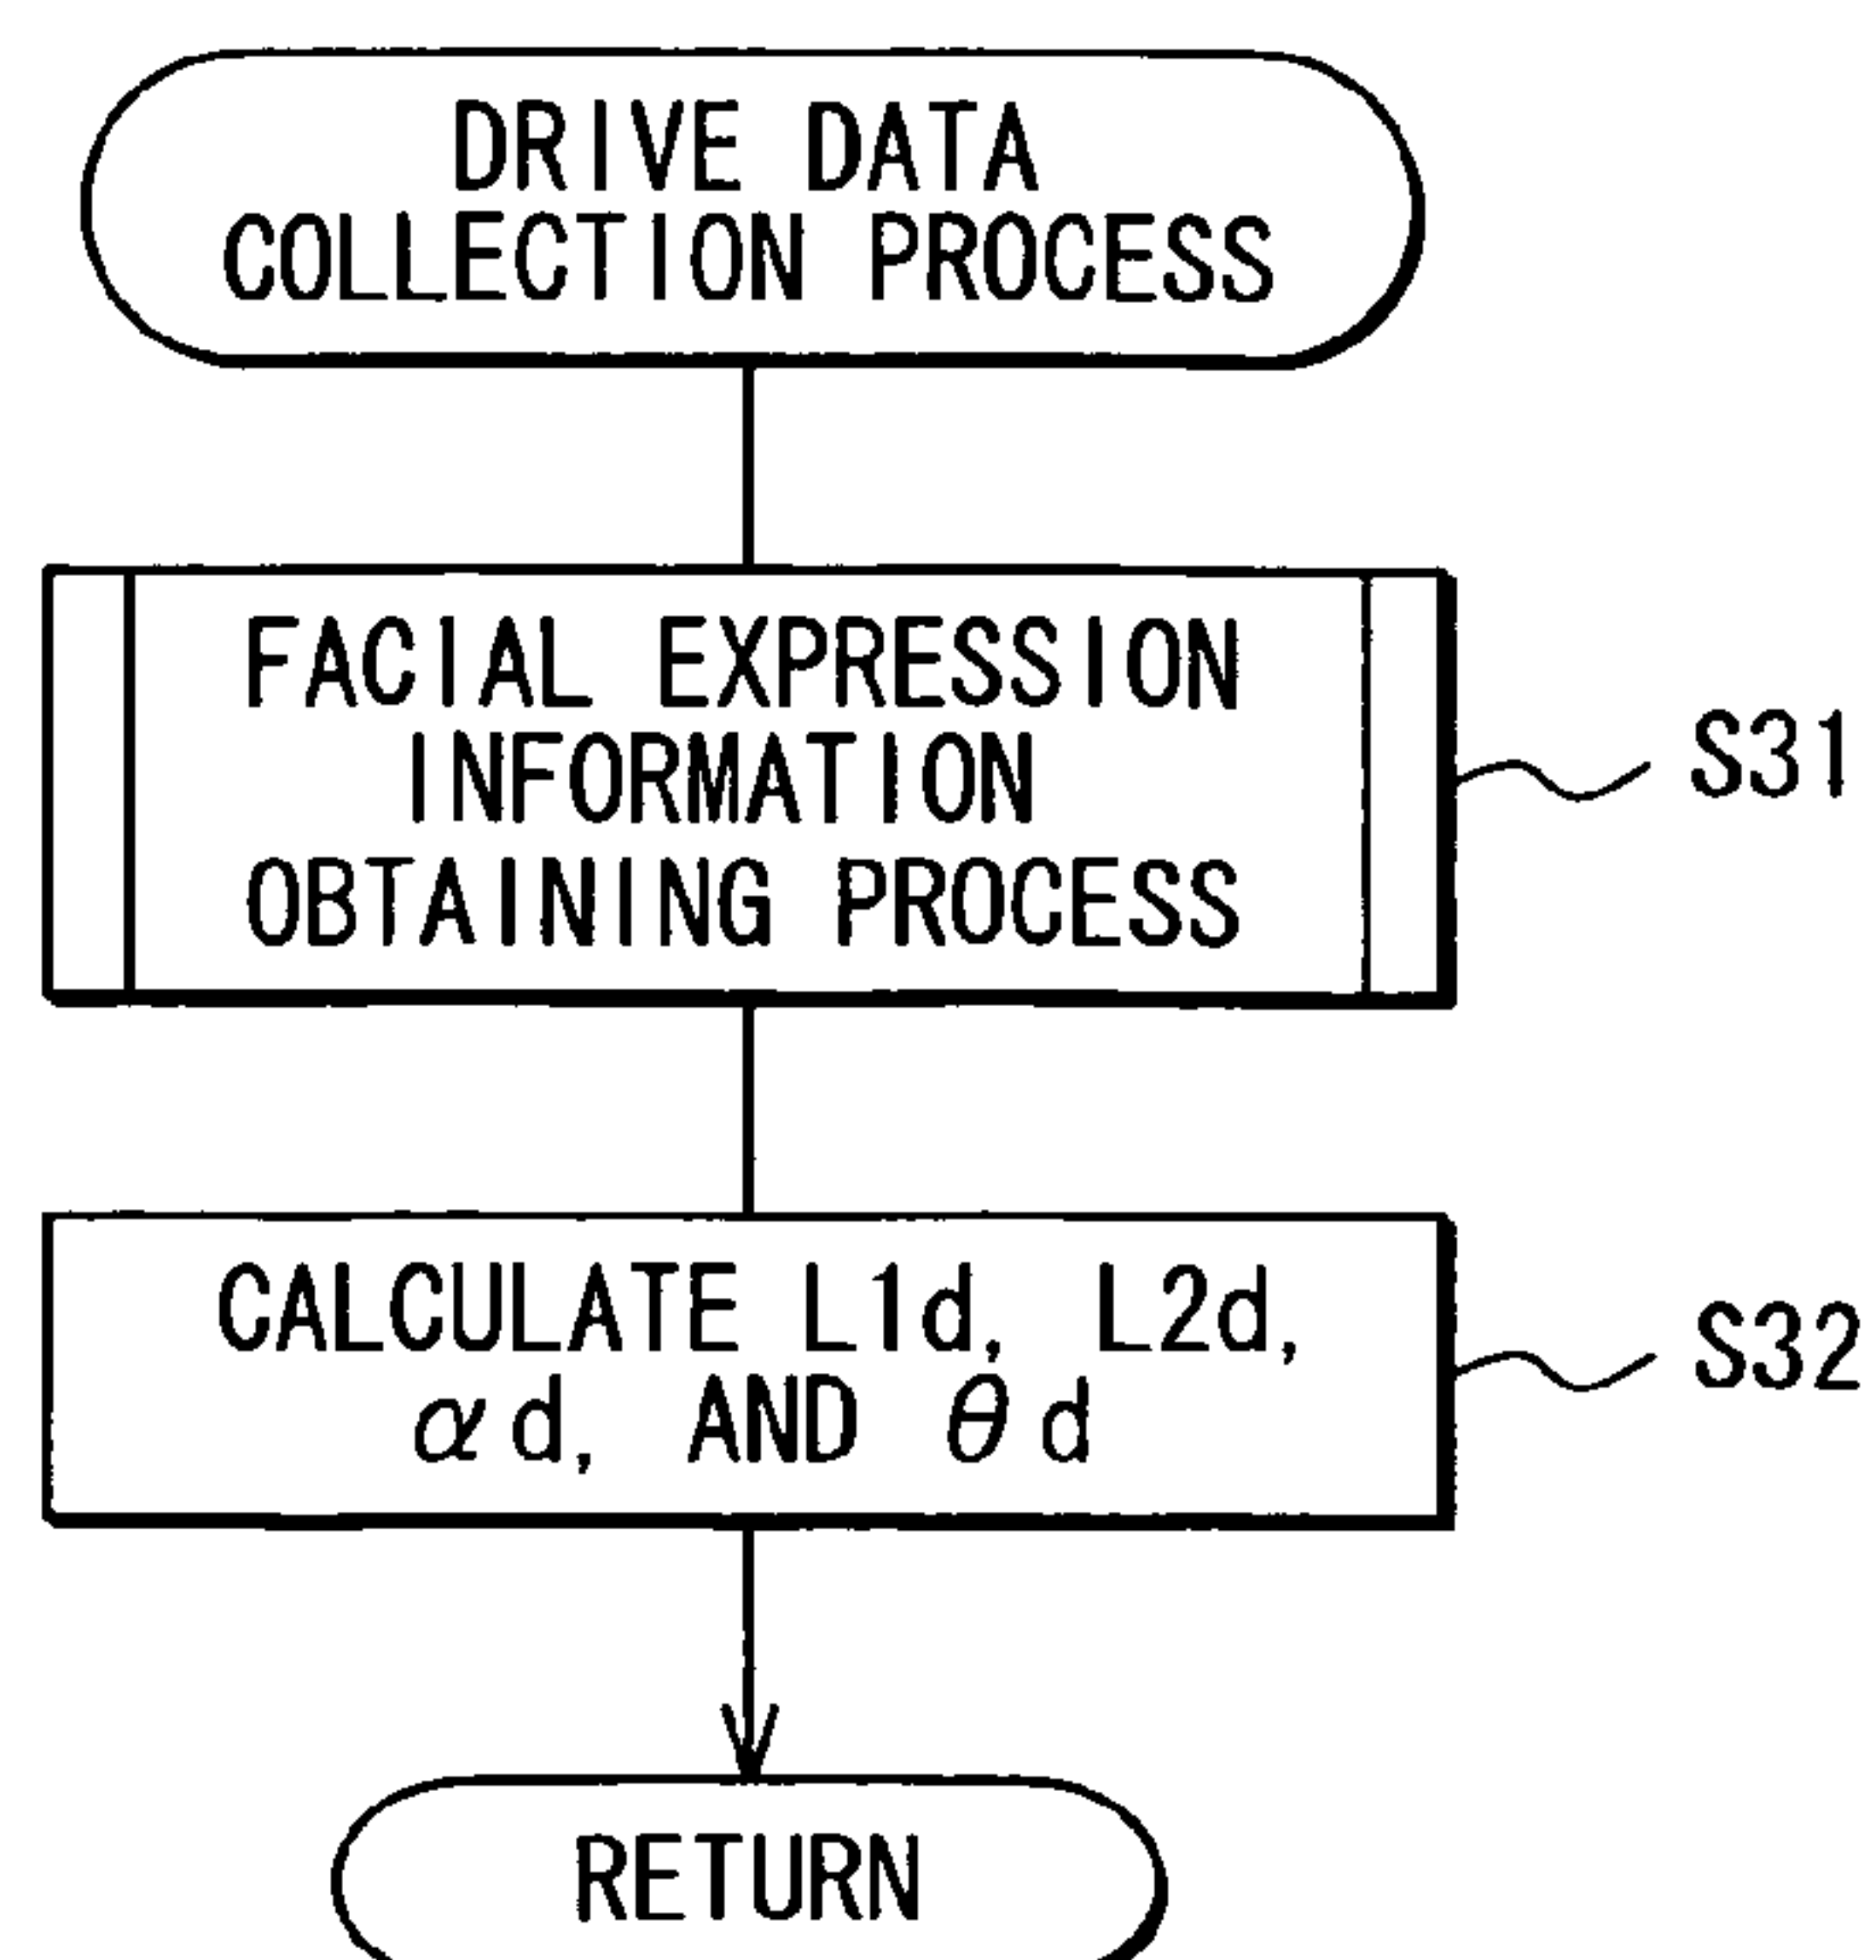 DRIVE DATA
COLLECTION PROCESS
FACIAL EXPRESSION
INFORMATION
OBTAINING PROCESS
S31
CALCULATE L1d, L2d,
αd, AND θd
S32
RETURN